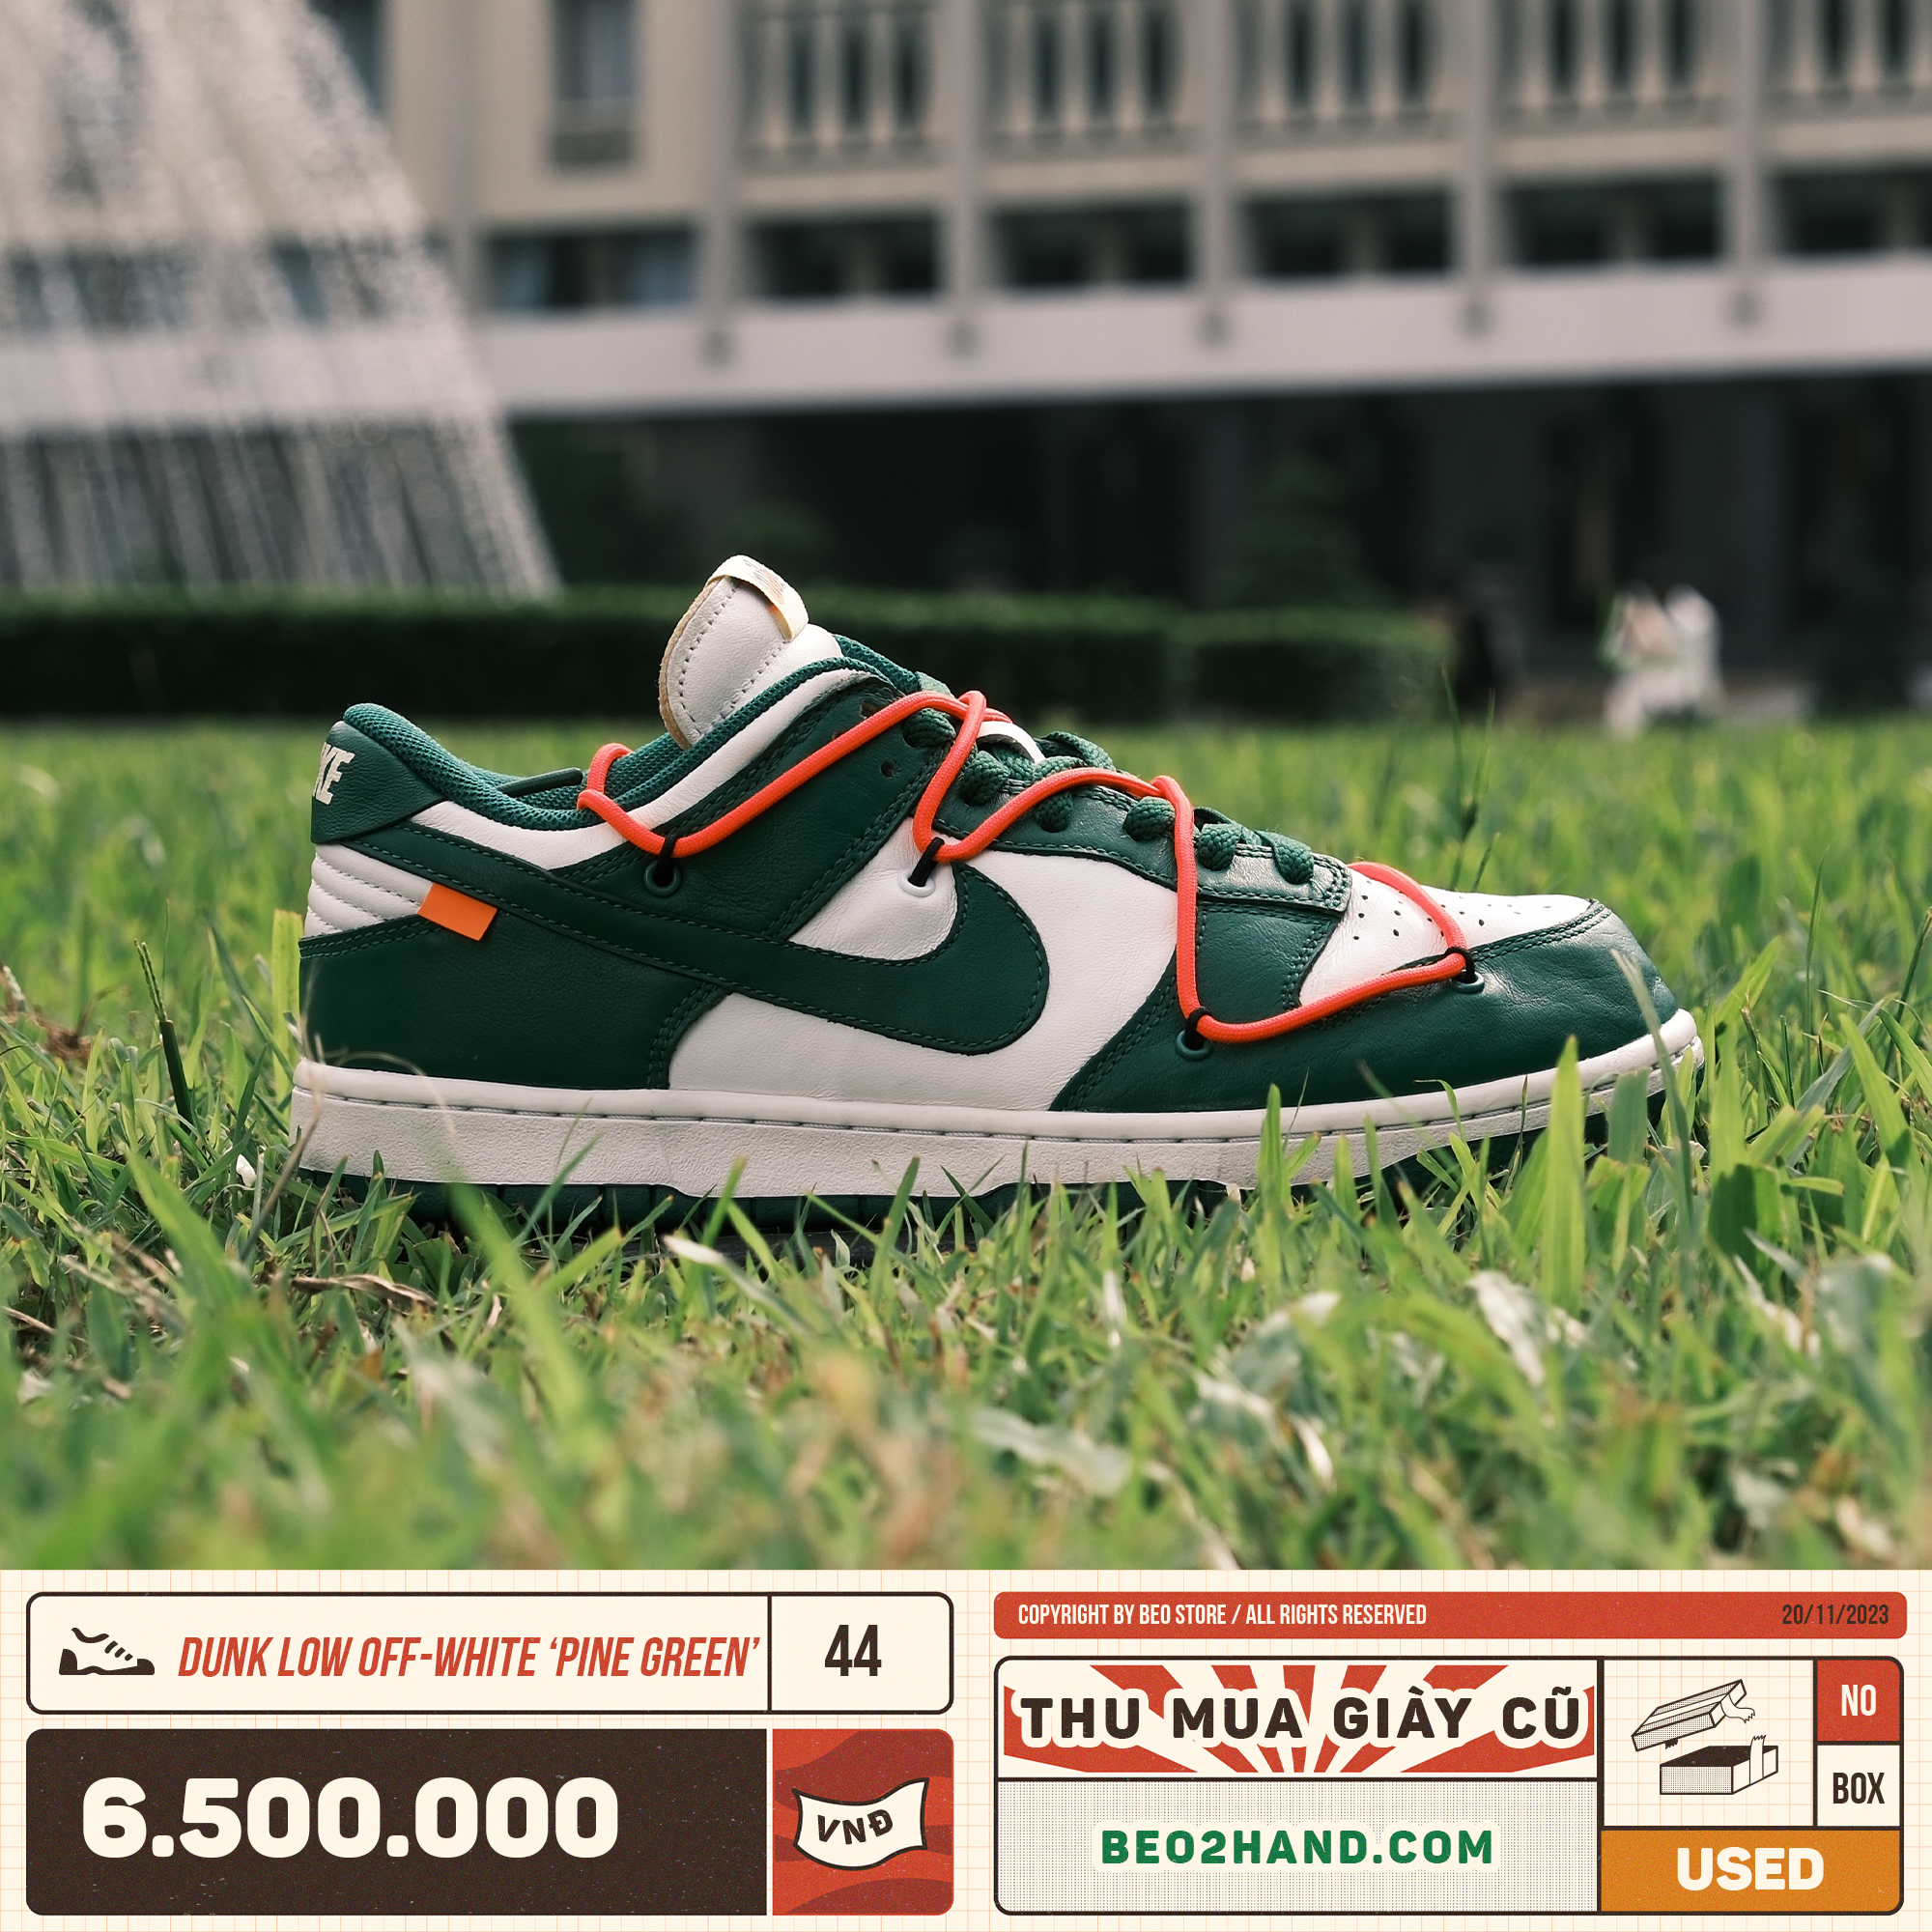 KE
DUNK LOW OFF-WHITE ‘PINE GREEN’
44
6.500.000
VNĐ
COPYRIGHT BY BEO STORE / ALL RIGHTS RESERVED
20/11/2023
THU MUA GIÀY CŨ
BEO2HAND.COM
NO
BOX
USED